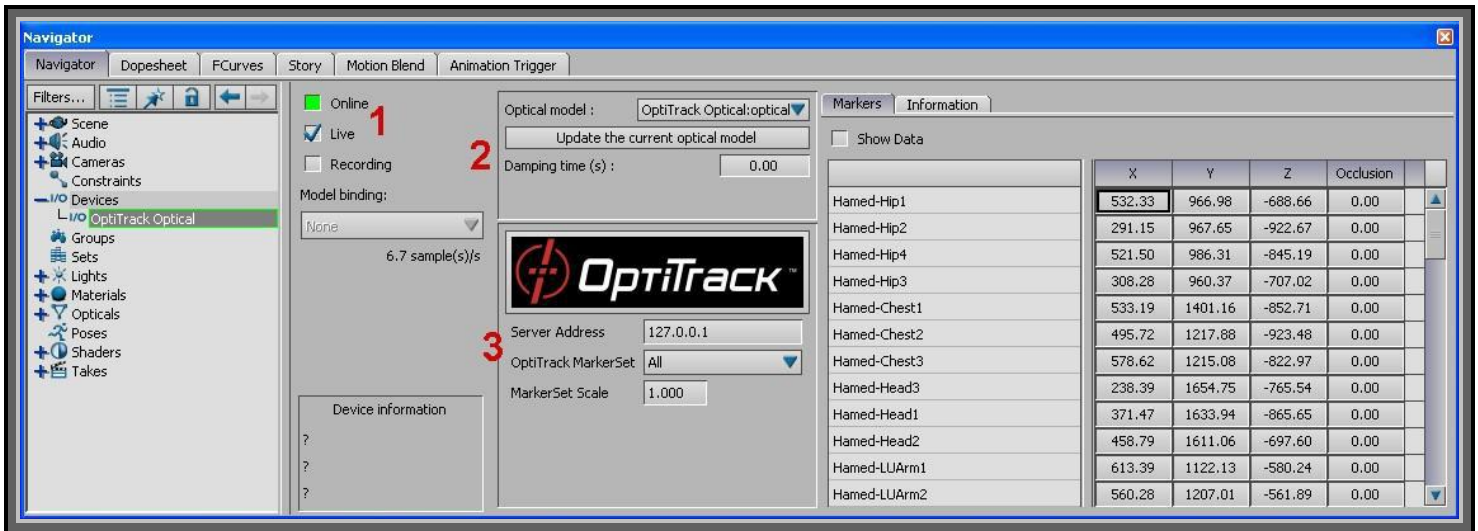 Navigator
Navigator Dopesheet FCurves Story Motion Blend Animation Trigger
Filters...
Scene
Audio
Cameras
Constraints
I/O Devices
I/O OptiTrack Optical
Groups
Sets
Lights
Materials
Opticals
Poses
Shaders
Takes
Online
1
Live
Recording
Model binding:
None
6.7 sample(s)/s
Device information
?
?
?
Optical model : OptiTrack Optical:optical
2
Update the current optical model
Damping time (s) : 0.00
OptiTrack™
3
Server Address 127.0.0.1
OptiTrack MarkerSet All
MarkerSet Scale 1.000
Markers Information
Show Data
X Y Z Occlusion
Hamed-Hip1 532.33 966.98 -688.66 0.00
Hamed-Hip2 291.15 967.65 -922.67 0.00
Hamed-Hip4 521.50 986.31 -845.19 0.00
Hamed-Hip3 308.28 960.37 -707.02 0.00
Hamed-Chest1 533.19 1401.16 -852.71 0.00
Hamed-Chest2 495.72 1217.88 -923.48 0.00
Hamed-Chest3 578.62 1215.08 -822.97 0.00
Hamed-Head3 238.39 1654.75 -765.54 0.00
Hamed-Head1 371.47 1633.94 -865.65 0.00
Hamed-Head2 458.79 1611.06 -697.60 0.00
Hamed-LUArm1 613.39 1122.13 -580.24 0.00
Hamed-LUArm2 560.28 1207.01 -561.89 0.00